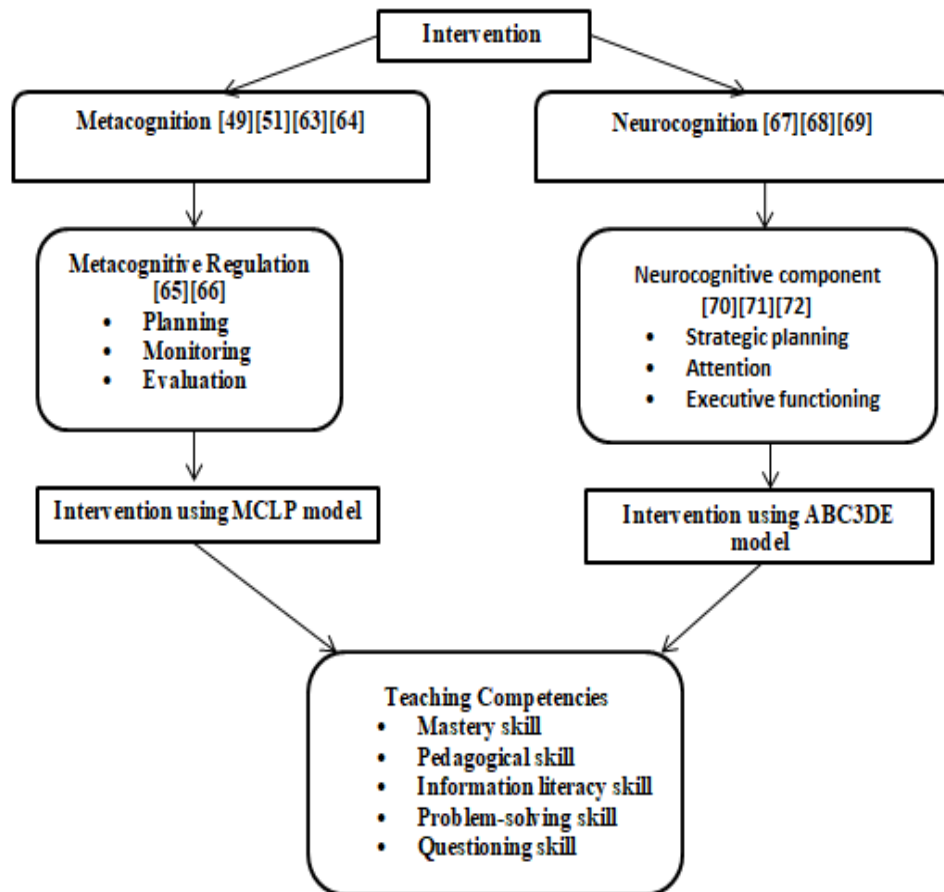 Intervention
Metacognition [49][51][63][64]
Neurocognition [67][68][69]
Metacognitive Regulation
[65][66]
• Planning
• Monitoring
• Evaluation
Neurocognitive component
[70][71][72]
• Strategic planning
• Attention
• Executive functioning
Intervention using MCLP model
Intervention using ABC3DE
model
Teaching Competencies
• Mastery skill
• Pedagogical skill
• Information literacy skill
• Problem-solving skill
• Questioning skill